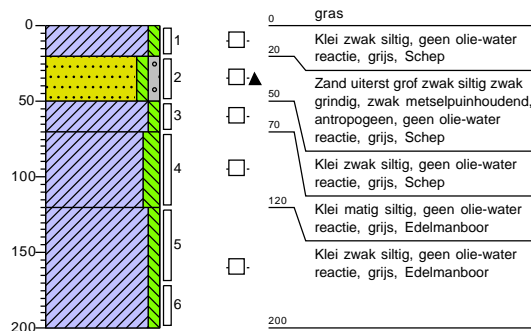 0
50
100
150
200
1
2
3
4
5
6
0
gras
Klei zwak siltig, geen olie-water
reactie, grijs, Schep
20
Zand uiterst grof zwak siltig zwak
grindig, zwak metselpuinhoudend,
antropogeen, geen olie-water
reactie, grijs, Schep
50
Klei zwak siltig, geen olie-water
reactie, grijs, Schep
70
Klei matig siltig, geen olie-water
reactie, grijs, Edelmanboor
120
Klei zwak siltig, geen olie-water
reactie, grijs, Edelmanboor
200